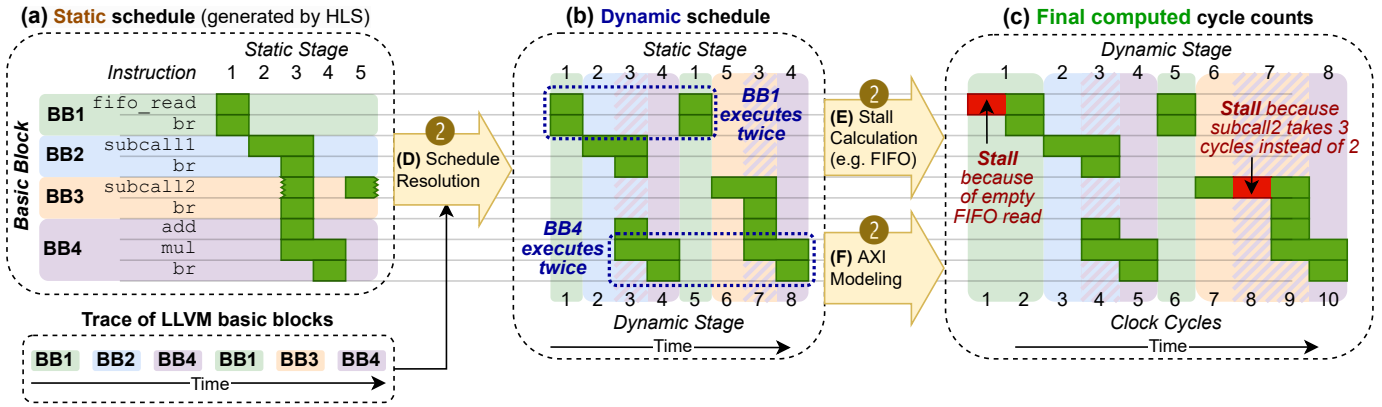 (a) Static schedule (generated by HLS)
Static Stage
Instruction
1 2 3 4 5
Basic Block
BB1
fifo_read
br
BB2
subcall1
br
BB3
subcall2
br
BB4
add
mul
br
Trace of LLVM basic blocks
BB1 BB2 BB4 BB1 BB3 BB4
Time
2
(D) Schedule
Resolution
(b) Dynamic schedule
Static Stage
1 2 3 4 1 5 3 4
BB1
executes
twice
BB4
executes
twice
1 2 3 4 5 6 7 8
Dynamic Stage
Time
2
(E) Stall
Calculation
(e.g. FIFO)
2
(F) AXI
Modeling
(c) Final computed cycle counts
Dynamic Stage
1 2 3 4 5 6 7 8
Stall
because
of empty
FIFO read
Stall because
subcall2 takes 3
cycles instead of 2
1 2 3 4 5 6 7 8 9 10
Clock Cycles
Time